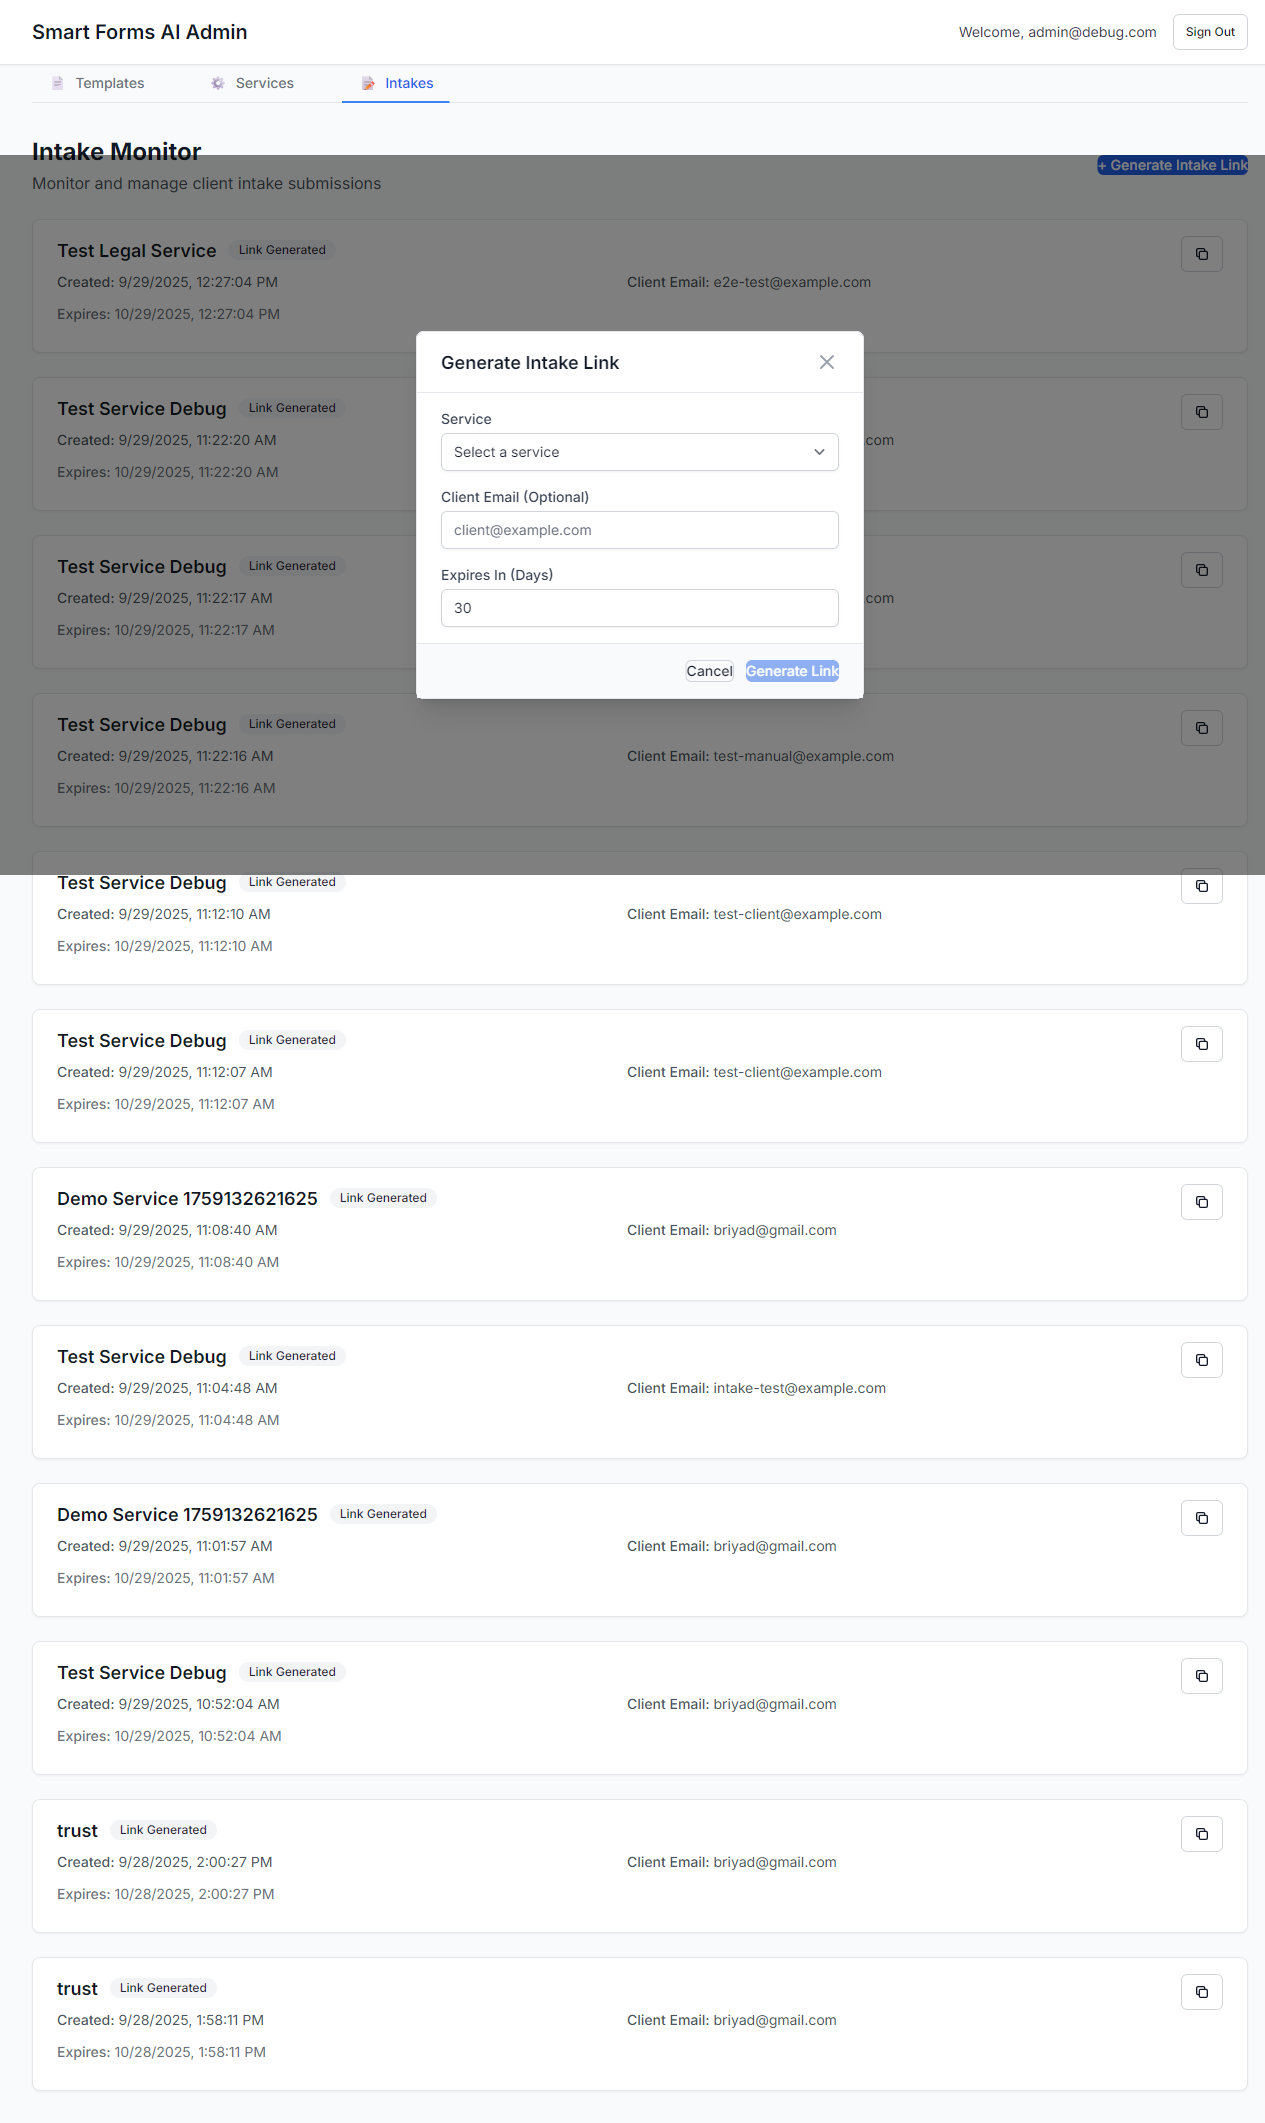 Smart Forms AI Admin
Welcome, admin@debug.com
Sign Out
Templates
Services
Intakes
Intake Monitor
+ Generate Intake Link
Monitor and manage client intake submissions
Test Legal Service
Link Generated
Created: 9/29/2025, 12:27:04 PM
Client Email: e2e-test@example.com
Expires: 10/29/2025, 12:27:04 PM
Generate Intake Link
Service
Select a service
Client Email (Optional)
client@example.com
Expires In (Days)
30
Cancel
Generate Link
Test Service Debug
Link Generated
Created: 9/29/2025, 11:22:20 AM
.com
Expires: 10/29/2025, 11:22:20 AM
Test Service Debug
Link Generated
Created: 9/29/2025, 11:22:17 AM
.com
Expires: 10/29/2025, 11:22:17 AM
Test Service Debug
Link Generated
Created: 9/29/2025, 11:22:16 AM
Client Email: test-manual@example.com
Expires: 10/29/2025, 11:22:16 AM
Test Service Debug
Link Generated
Created: 9/29/2025, 11:12:10 AM
Client Email: test-client@example.com
Expires: 10/29/2025, 11:12:10 AM
Test Service Debug
Link Generated
Created: 9/29/2025, 11:12:07 AM
Client Email: test-client@example.com
Expires: 10/29/2025, 11:12:07 AM
Demo Service 1759132621625
Link Generated
Created: 9/29/2025, 11:08:40 AM
Client Email: briyad@gmail.com
Expires: 10/29/2025, 11:08:40 AM
Test Service Debug
Link Generated
Created: 9/29/2025, 11:04:48 AM
Client Email: intake-test@example.com
Expires: 10/29/2025, 11:04:48 AM
Demo Service 1759132621625
Link Generated
Created: 9/29/2025, 11:01:57 AM
Client Email: briyad@gmail.com
Expires: 10/29/2025, 11:01:57 AM
Test Service Debug
Link Generated
Created: 9/29/2025, 10:52:04 AM
Client Email: briyad@gmail.com
Expires: 10/29/2025, 10:52:04 AM
trust
Link Generated
Created: 9/28/2025, 2:00:27 PM
Client Email: briyad@gmail.com
Expires: 10/28/2025, 2:00:27 PM
trust
Link Generated
Created: 9/28/2025, 1:58:11 PM
Client Email: briyad@gmail.com
Expires: 10/28/2025, 1:58:11 PM